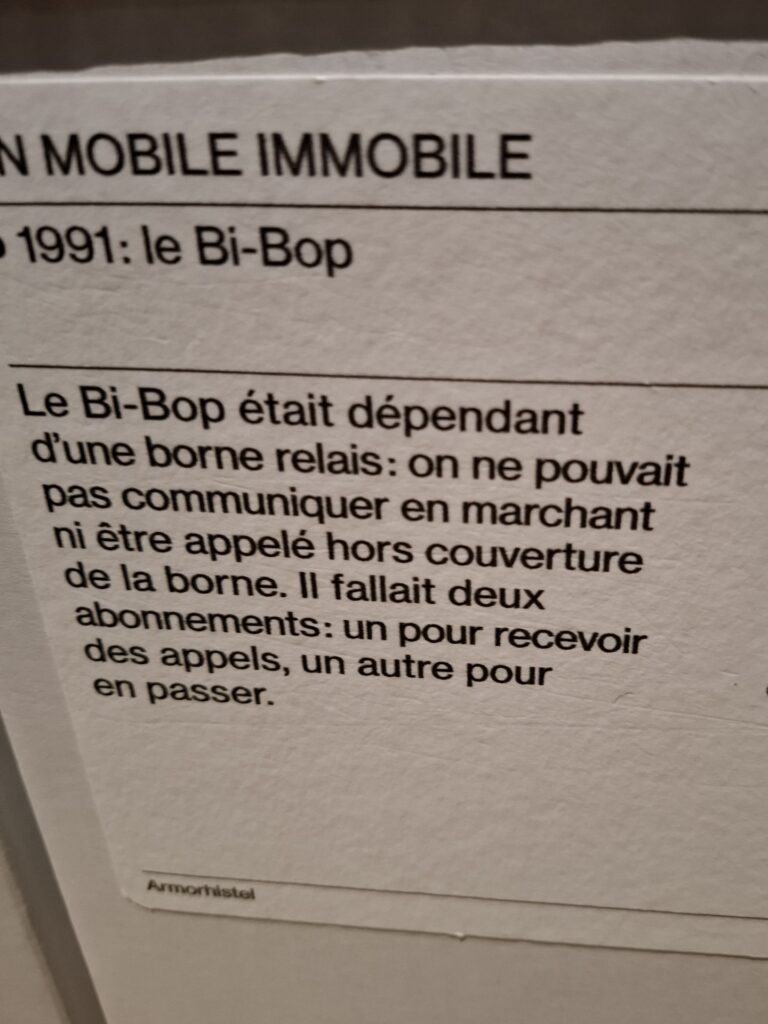 N MOBILE IMMOBILE
1991: le Bi-Bop
Le Bi-Bop était dépendant
d'une borne relais: on ne pouvait
pas communiquer en marchant
ni être appelé hors couverture
de la borne. Il fallait deux
abonnements: un pour recevoir
des appels, un autre pour
en passer.
Armorhistel